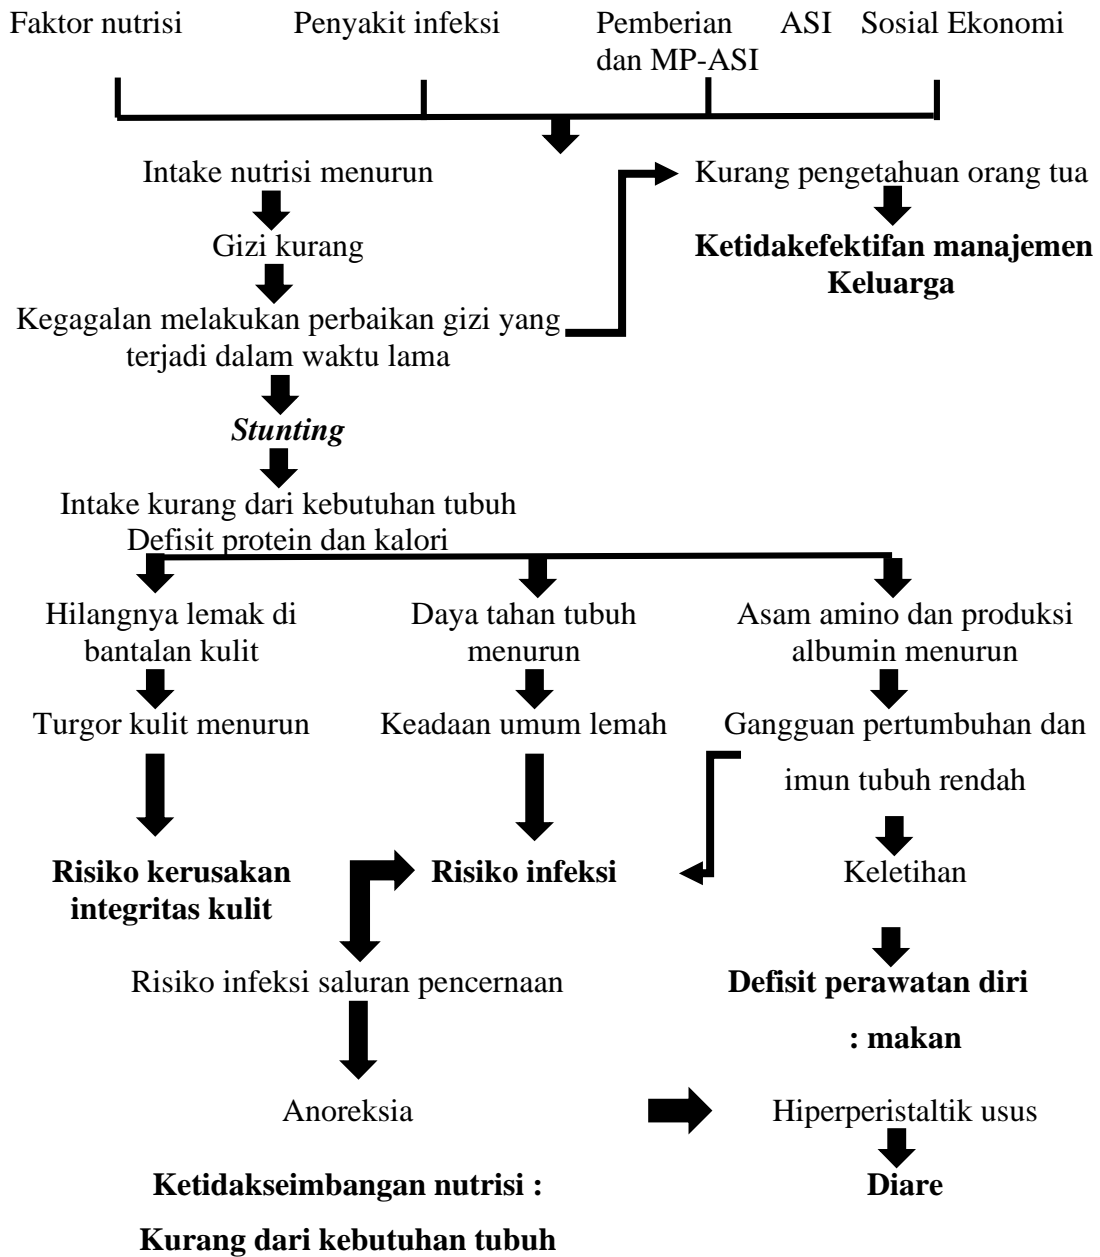 Faktor nutrisi
Penyakit infeksi
Pemberian ASI
dan MP-ASI
Sosial Ekonomi
Intake nutrisi menurun
Kurang pengetahuan orang tua
Gizi kurang
Ketidakefektifan manajemen
Keluarga
Kegagalan melakukan perbaikan gizi yang
terjadi dalam waktu lama
Stunting
Intake kurang dari kebutuhan tubuh
Defisit protein dan kalori
Hilangnya lemak di
bantalan kulit
Daya tahan tubuh
menurun
Asam amino dan produksi
albumin menurun
Turgor kulit menurun
Keadaan umum lemah
Gangguan pertumbuhan dan
imun tubuh rendah
Risiko kerusakan
integritas kulit
Risiko infeksi
Keletihan
Risiko infeksi saluran pencernaan
Defisit perawatan diri
: makan
Anoreksia
Hiperperistaltik usus
Ketidakseimbangan nutrisi :
Kurang dari kebutuhan tubuh
Diare